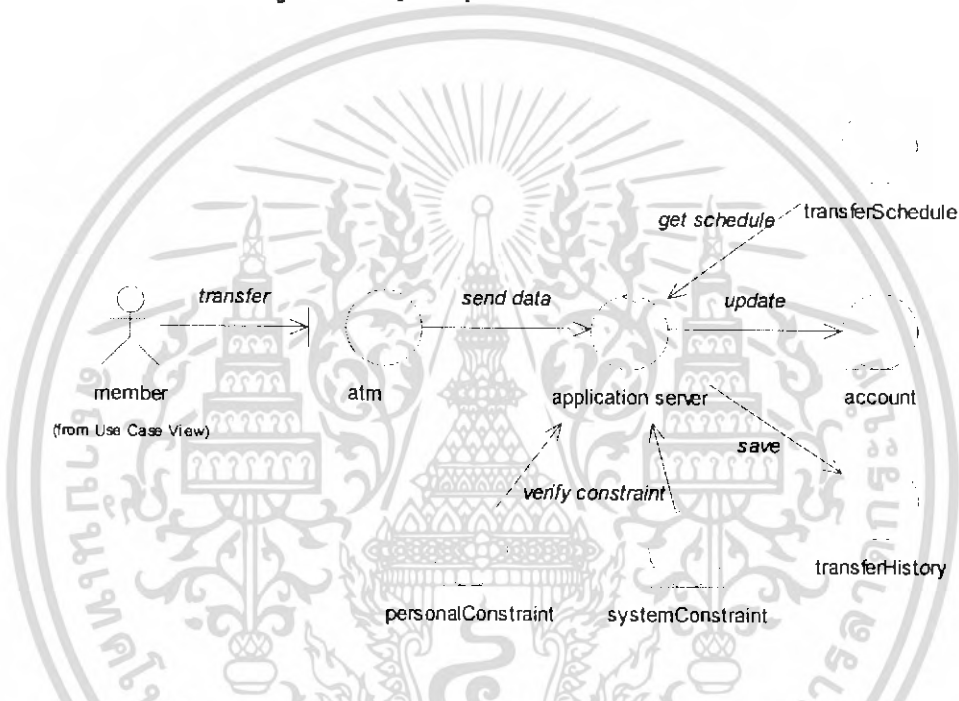 get schedule
transferSchedule
transfer
send data
update
member
atm
application server
account
(from Use Case View)
save
verify constraint
transferHistory
personalConstraint
systemConstraint